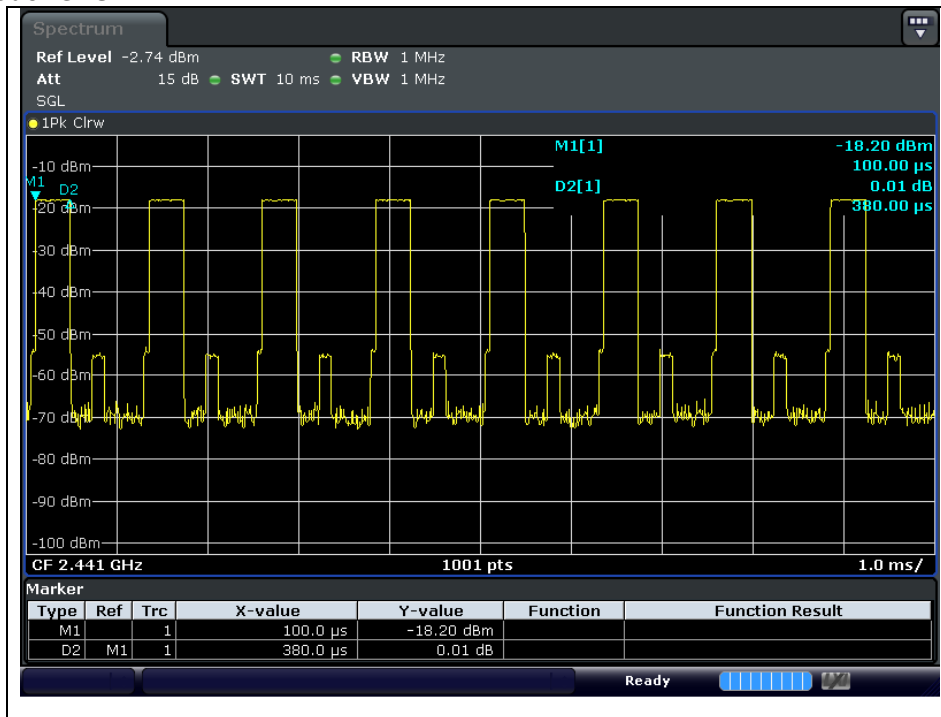 Spectrum
Ref Level -2.74 dBm RBW 1 MHz
Att 15 dB SWT 10 ms VBW 1 MHz
SGL
1Pk Clrw
M1[1] -18.20 dBm
100.00 µs
D2[1] 0.01 dB
380.00 µs
M1
D2
-10 dBm
-20 dBm
-30 dBm
-40 dBm
-50 dBm
-60 dBm
-70 dBm
-80 dBm
-90 dBm
-100 dBm
CF 2.441 GHz 1001 pts 1.0 ms/
Marker
Type Ref Trc X-value Y-value Function Function Result
M1 1 100.0 µs -18.20 dBm
D2 M1 1 380.0 µs 0.01 dB
Ready